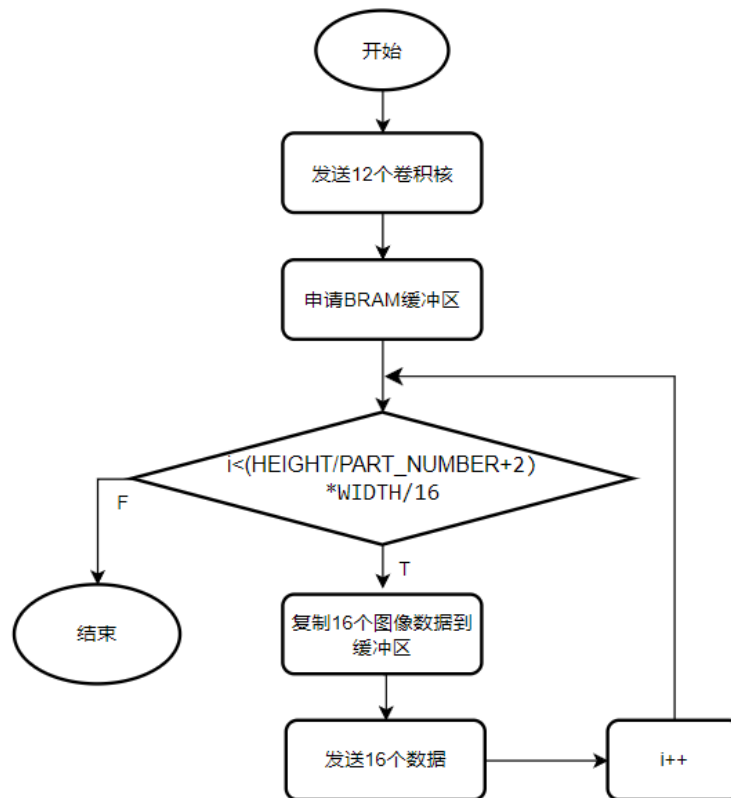 开始
发送12个卷积核
申请BRAM缓冲区
i<(HEIGHT/PART_NUMBER+2)
*WIDTH/16
F
T
复制16个图像数据到
缓冲区
结束
发送16个数据
i++